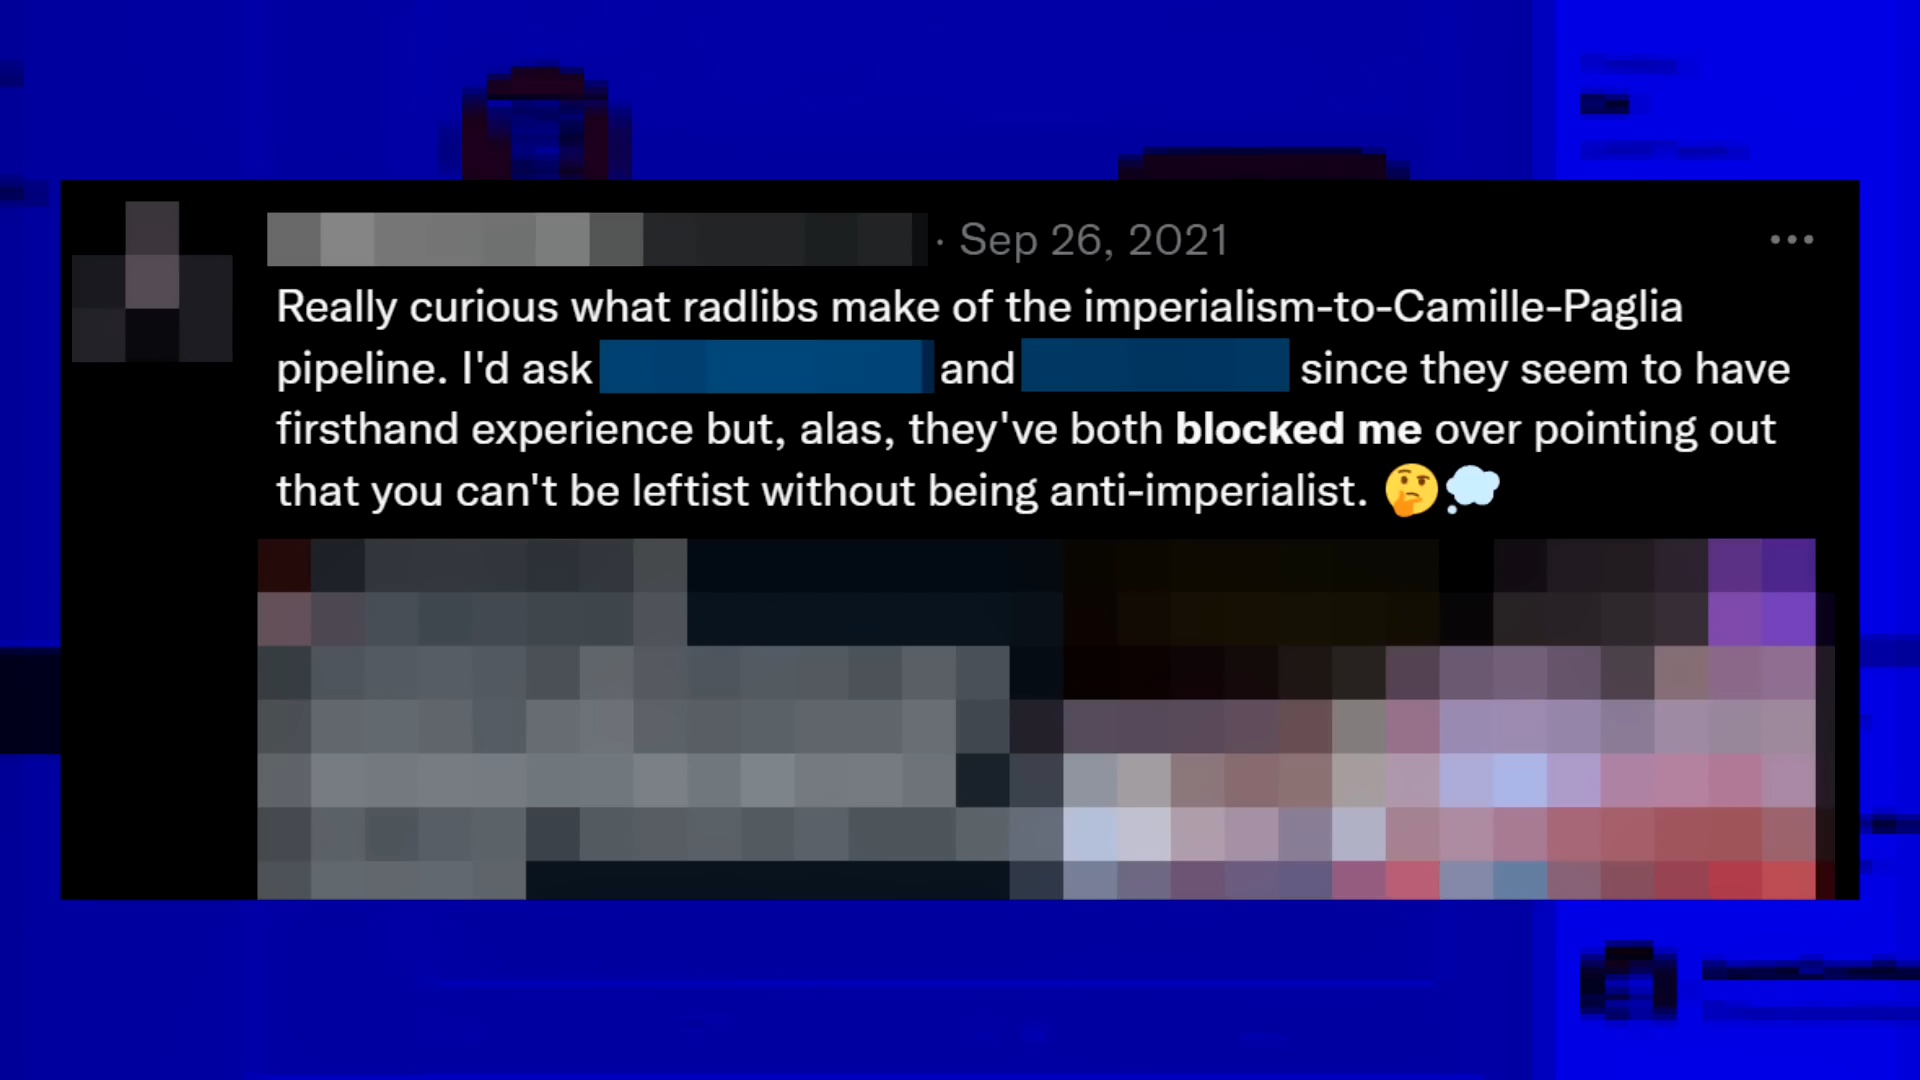 · Sep 26, 2021
Really curious what radlibs make of the imperialism-to-Camille-Paglia
pipeline. I'd ask and since they seem to have
firsthand experience but, alas, they've both blocked me over pointing out
that you can't be leftist without being anti-imperialist. 🤔💭